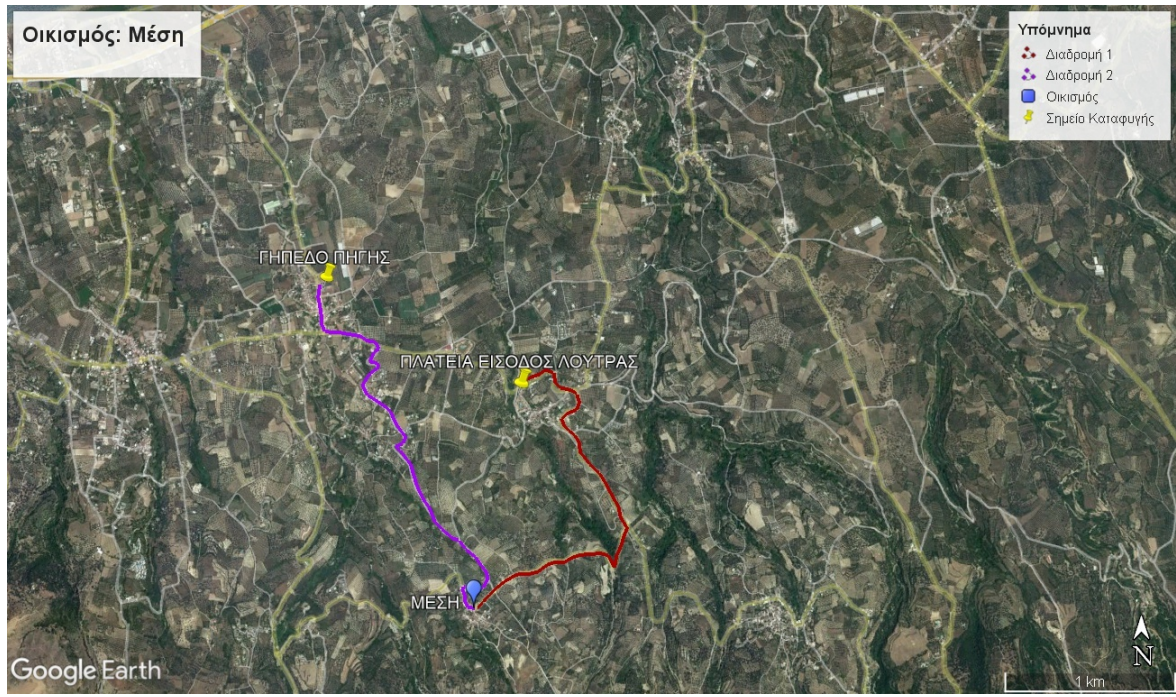 Οικισμός: Μέση
Υπόμνημα
Διαδρομή 1
Διαδρομή 2
Οικισμός
Σημείο Καταφυγής
ΓΗΠΕΔΟ ΠΗΓΗΣ
ΠΛΑΤΕΙΑ ΕΙΣΟΔΟΣ ΛΟΥΤΡΑΣ
ΜΕΣΗ
N
Google Earth
1 km